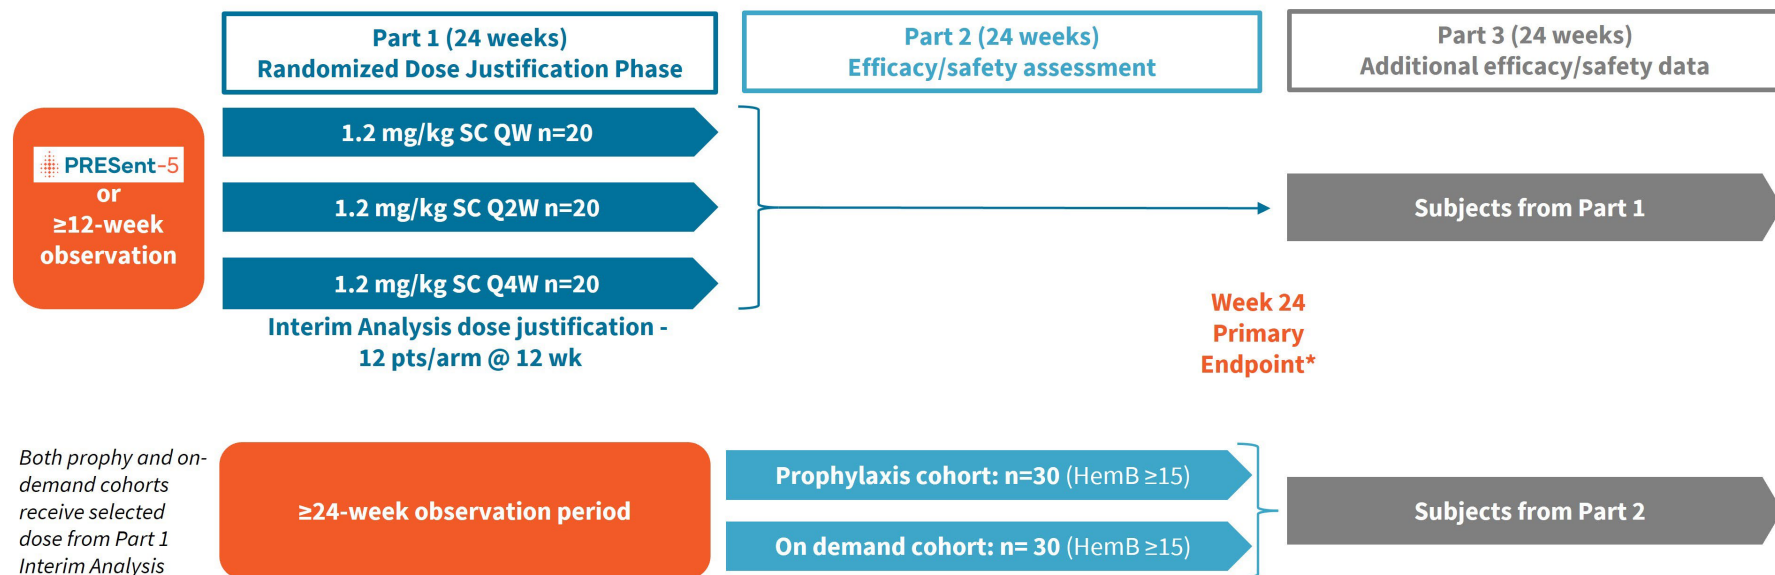 Part 1 (24 weeks)
Randomized Dose Justification Phase
Part 2 (24 weeks)
Efficacy/safety assessment
Part 3 (24 weeks)
Additional efficacy/safety data
PRESent-5
or
≥12-week
observation
1.2 mg/kg SC QW n=20
1.2 mg/kg SC Q2W n=20
1.2 mg/kg SC Q4W n=20
Interim Analysis dose justification -
12 pts/arm @ 12 wk
Subjects from Part 1
Week 24
Primary
Endpoint*
Both prophy and on-
demand cohorts
receive selected
dose from Part 1
Interim Analysis
≥24-week observation period
Prophylaxis cohort: n=30 (HemB ≥15)
On demand cohort: n= 30 (HemB ≥15)
Subjects from Part 2